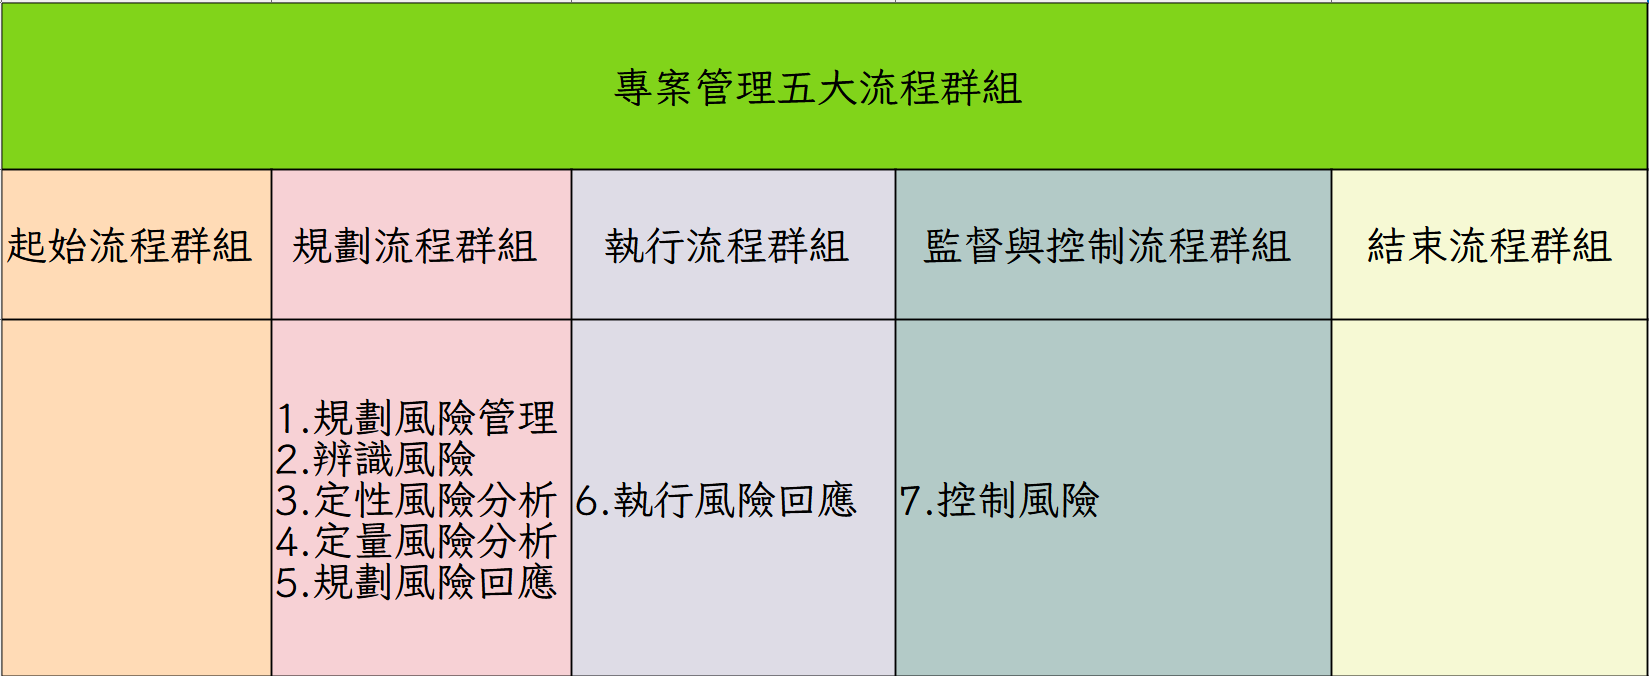 專案管理五大流程群組
起始流程群組
規劃流程群組
執行流程群組
監督與控制流程群組
結束流程群組
1.規劃風險管理
2.辨識風險
3.定性風險分析
4.定量風險分析
5.規劃風險回應
6.執行風險回應
7.控制風險